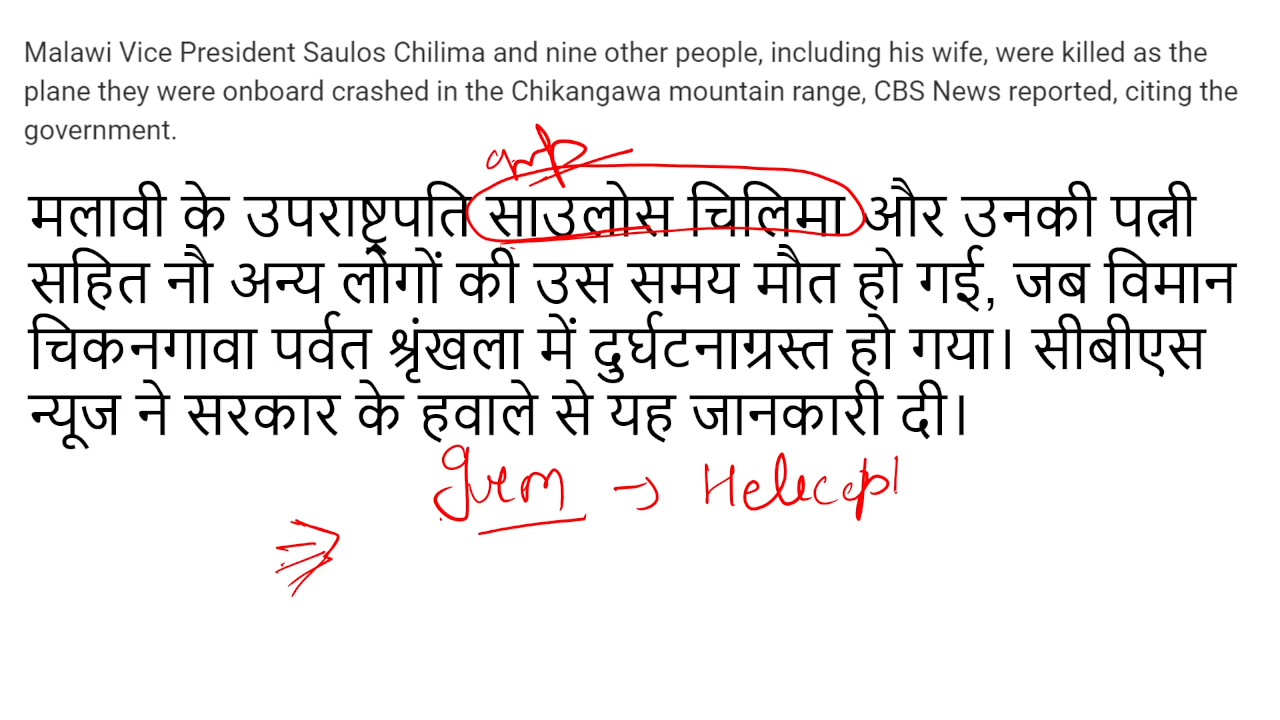 Malawi Vice President Saulos Chilima and nine other people, including his wife, were killed as the
plane they were onboard crashed in the Chikangawa mountain range, CBS News reported, citing the
government.
मलावी के उपराष्ट्रपति साउलोस चिलिमा और उनकी पत्नी
सहित नौ अन्य लोगों की उस समय मौत हो गई, जब विमान
चिकनगावा पर्वत श्रृंखला में दुर्घटनाग्रस्त हो गया। सीबीएस
न्यूज ने सरकार के हवाले से यह जानकारी दी।